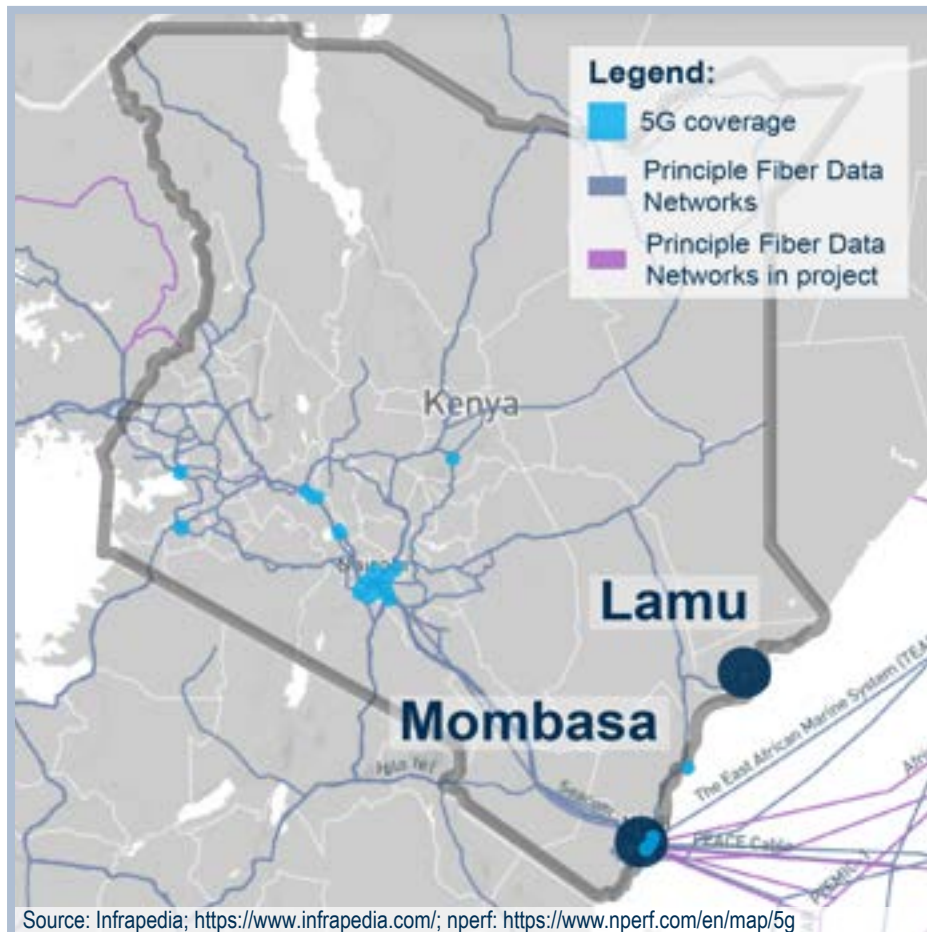 Legend:
5G coverage
Principle Fiber Data
Networks
Principle Fiber Data
Networks in project
Kenya
Lamu
Mombasa
The East African Marine System (TEA
PEACE Cable
Source: Infrapedia; https://www.infrapedia.com/; nperf: https://www.nperf.com/en/map/5g